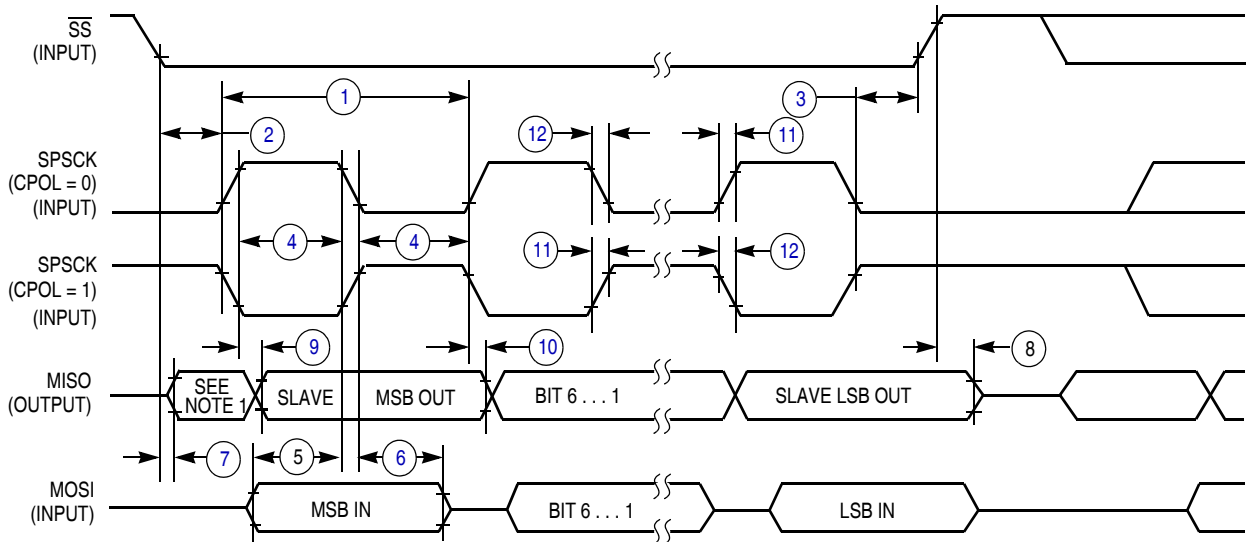 SS
(INPUT)
1
3
2
12
11
SPSCK
(CPOL = 0)
(INPUT)
4
4
11
12
SPSCK
(CPOL = 1)
(INPUT)
9
10
8
MISO
(OUTPUT)
SEE
NOTE 1
SLAVE
MSB OUT
BIT 6 . . . 1
SLAVE LSB OUT
7
5
6
MOSI
(INPUT)
MSB IN
BIT 6 . . . 1
LSB IN